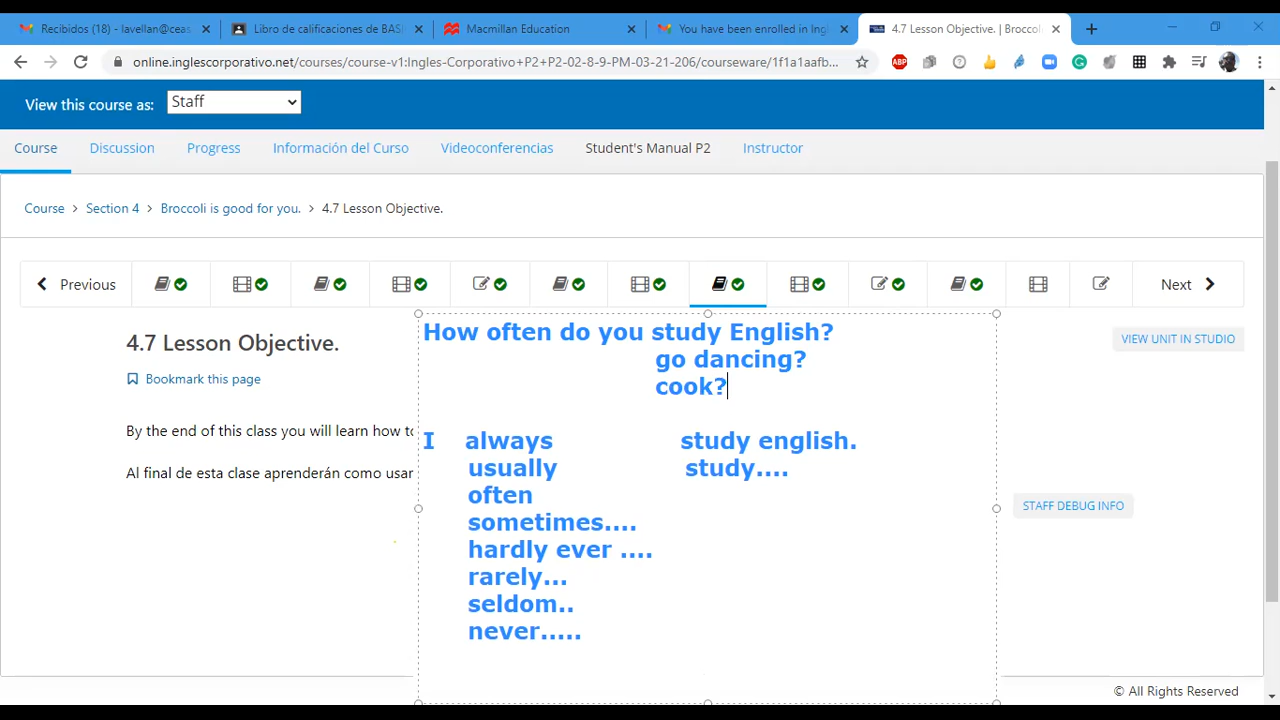 Recibidos (18) - lavellan@ceas
Libro de calificaciones de BASI
Macmillan Education
You have been enrolled in Ingl
4.7 Lesson Objective. | Broccoli
online.inglescorporativo.net/courses/course-v1:Ingles-Corporativo+P2+P2-02-8-9-PM-03-21-206/courseware/1f1a1aafb...
ABP
View this course as: Staff
Course Discussion Progress Información del Curso Videoconferencias Student's Manual P2 Instructor
Course > Section 4 > Broccoli is good for you. > 4.7 Lesson Objective.
Previous
Next
4.7 Lesson Objective.
VIEW UNIT IN STUDIO
Bookmark this page
By the end of this class you will learn how to
Al final de esta clase aprenderán como usar
How often do you study English?
go dancing?
cook?
I always study english.
usually study....
often
sometimes....
hardly ever ....
rarely...
seldom..
never.....
STAFF DEBUG INFO
© All Rights Reserved